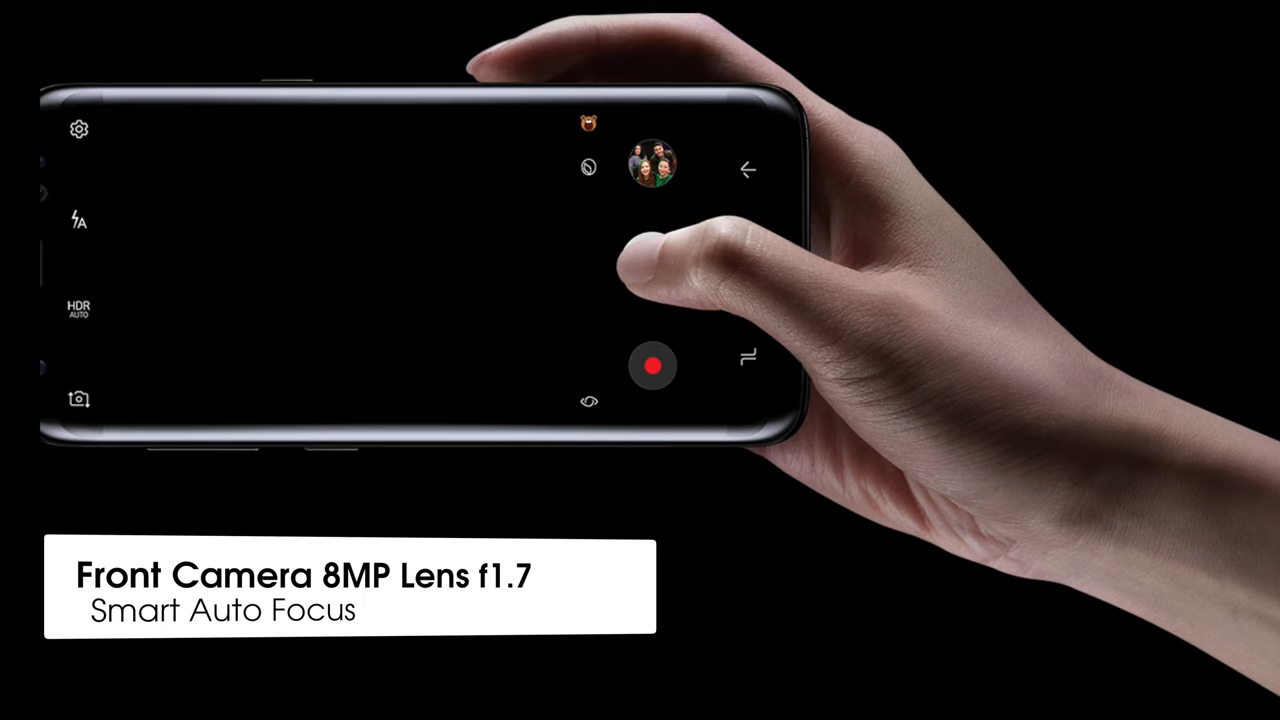 A
HDR
AUTO
Front Camera 8MP Lens f1.7
Smart Auto Focus